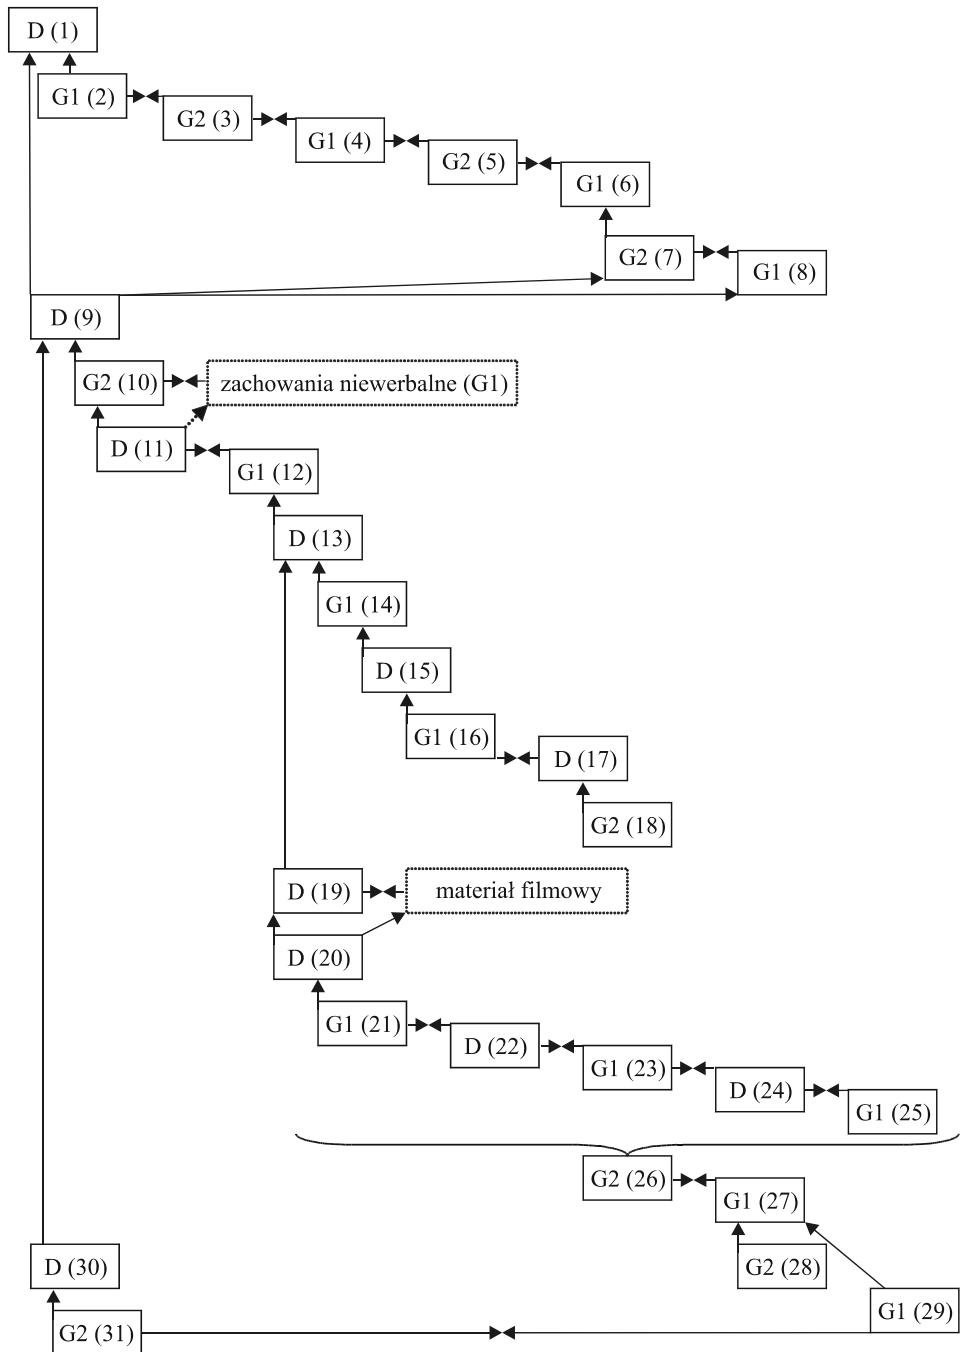 D (1)
G1 (2)
G2 (3)
G1 (4)
G2 (5)
G1 (6)
G2 (7)
G1 (8)
D (9)
G2 (10)
zachowania niewerbalne (G1)
D (11)
G1 (12)
D (13)
G1 (14)
D (15)
G1 (16)
D (17)
G2 (18)
D (19)
materiał filmowy
D (20)
G1 (21)
D (22)
G1 (23)
D (24)
G1 (25)
G2 (26)
G1 (27)
D (30)
G2 (28)
G1 (29)
G2 (31)